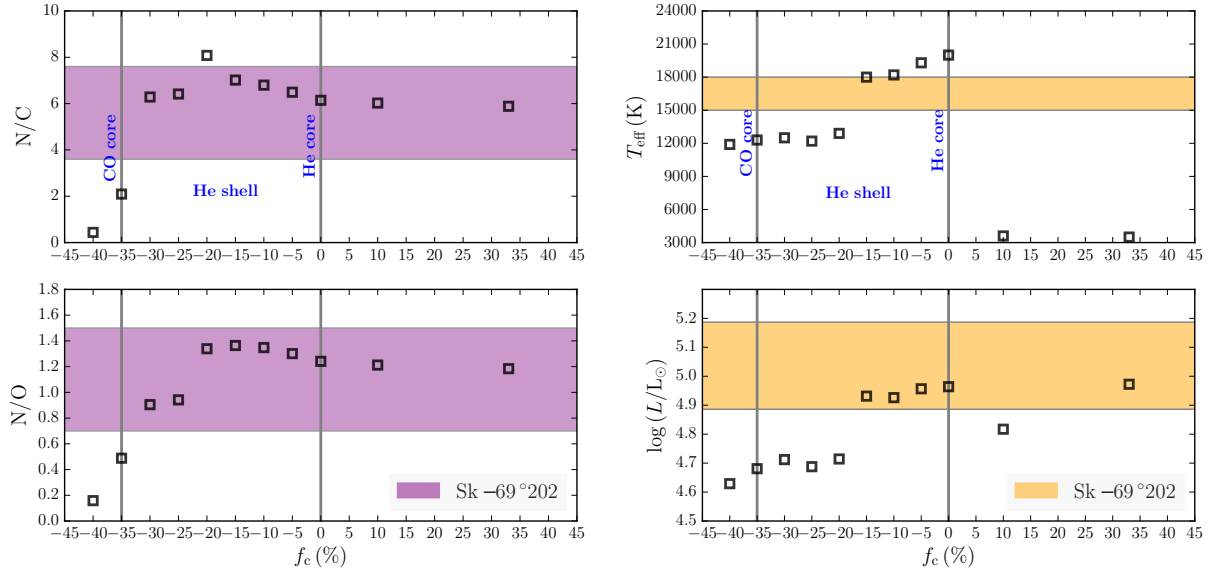 N/C
10
8
6
4
2
0
CO core
He core
He shell
−45−40−35−30−25−20−15−10 −5 0 5 10 15 20 25 30 35 40 45
T_eff (K)
24000
21000
18000
15000
12000
9000
6000
3000
CO core
He core
He shell
−45−40−35−30−25−20−15−10 −5 0 5 10 15 20 25 30 35 40 45
N/O
1.8
1.6
1.4
1.2
1.0
0.8
0.6
0.4
0.2
0.0
Sk −69 °202
−45−40−35−30−25−20−15−10 −5 0 5 10 15 20 25 30 35 40 45
f_c (%)
log (L/L_⊙)
5.2
5.1
5.0
4.9
4.8
4.7
4.6
4.5
Sk −69 °202
−45−40−35−30−25−20−15−10 −5 0 5 10 15 20 25 30 35 40 45
f_c (%)